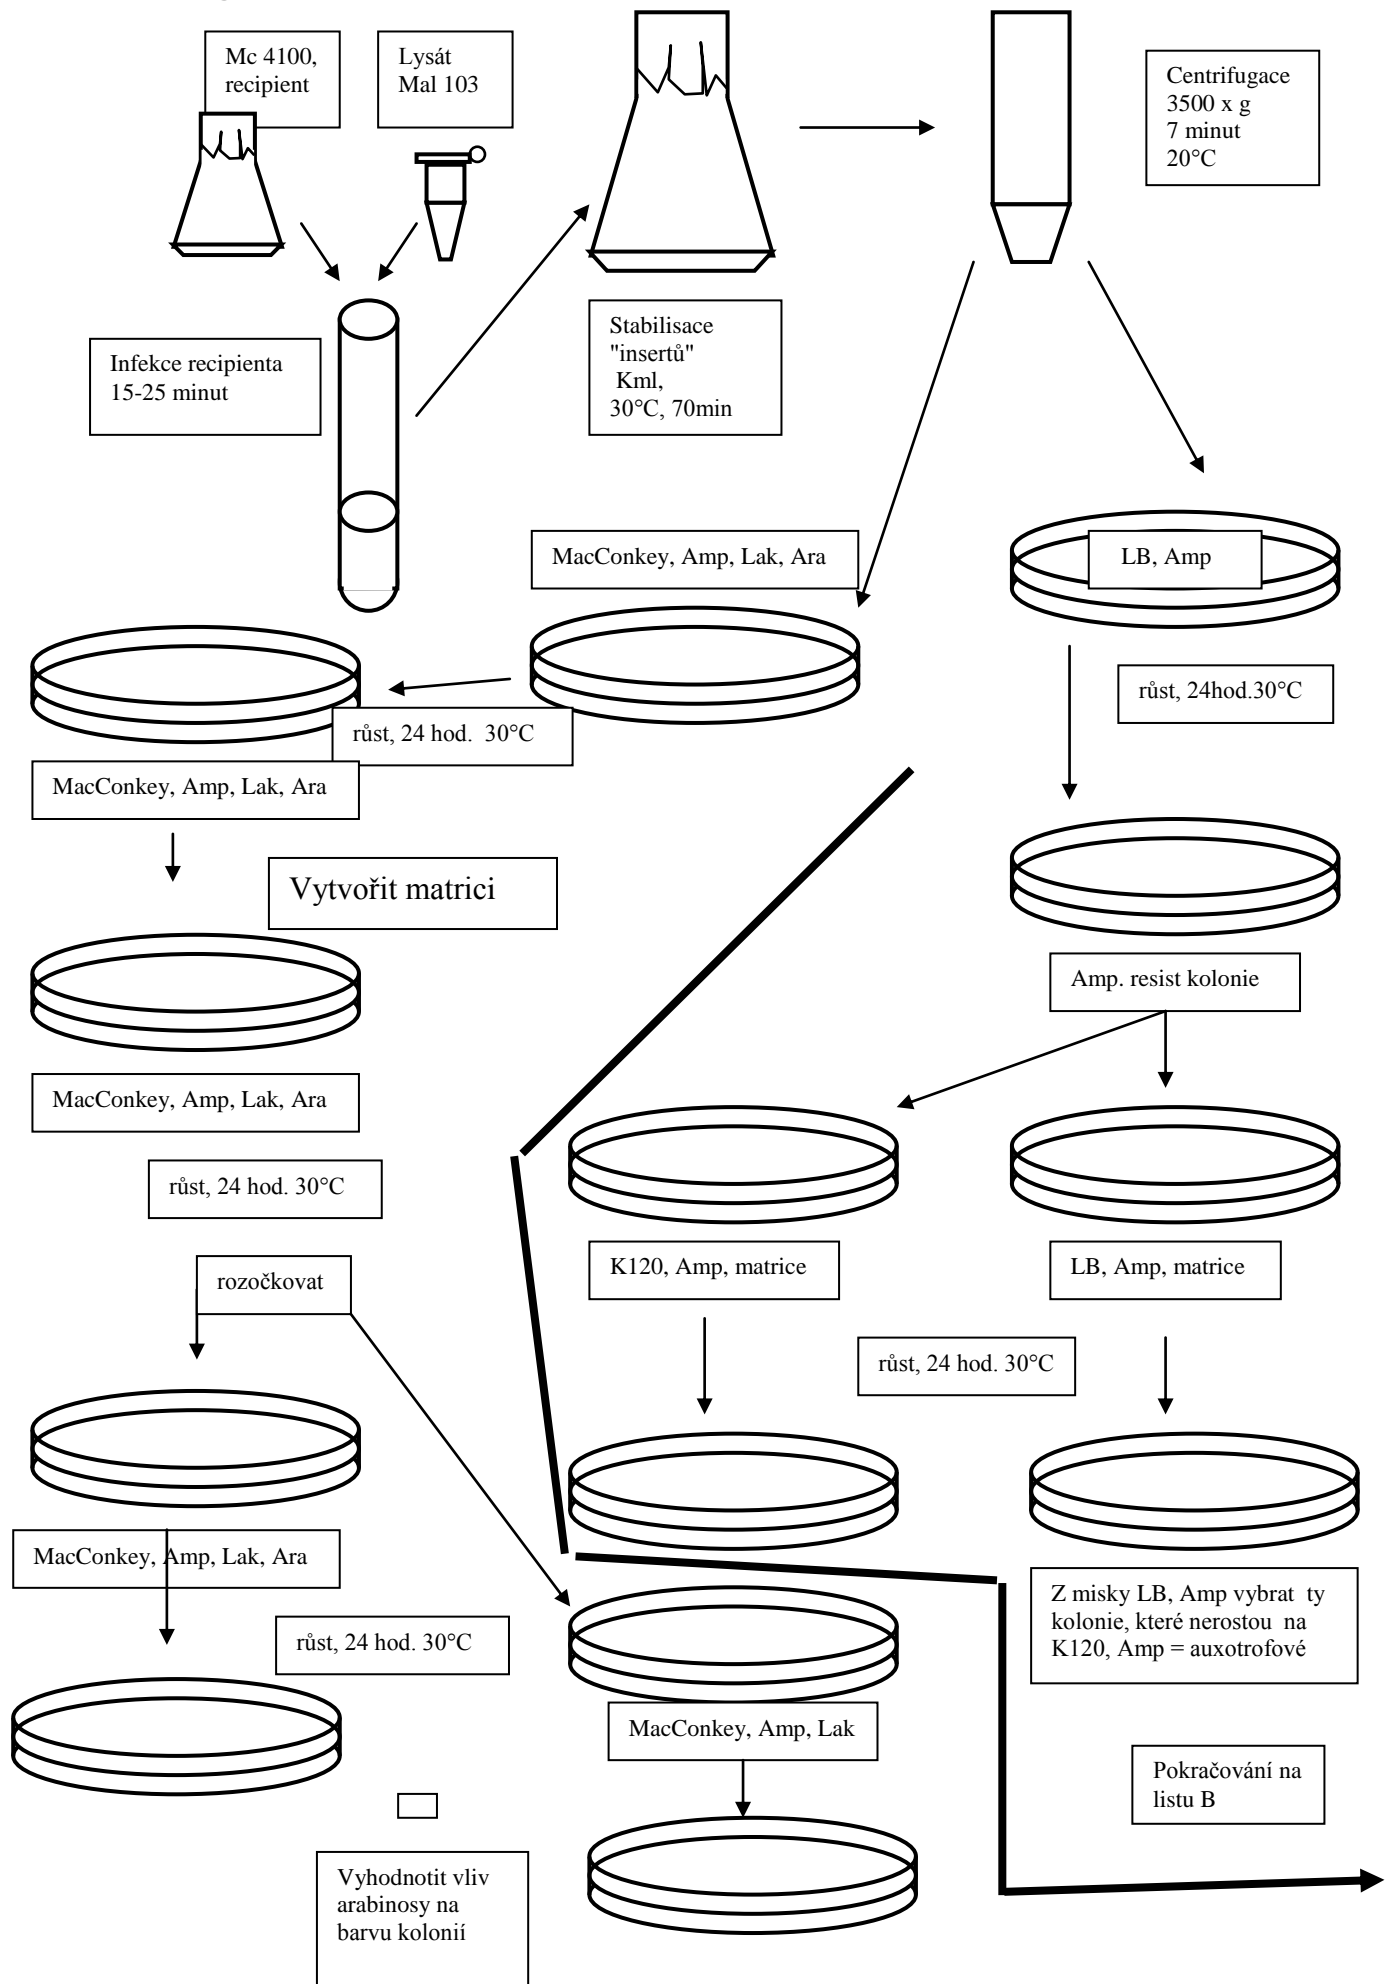 Mc 4100,
recipient
Lysát
Mal 103
Centrifugace
3500 x g
7 minut
20°C
Infekce recipienta
15-25 minut
Stabilisace
"insertů"
Kml,
30°C, 70min
MacConkey, Amp, Lak, Ara
LB, Amp
růst, 24hod.30°C
růst, 24 hod. 30°C
MacConkey, Amp, Lak, Ara
Vytvořit matrici
Amp. resist kolonie
MacConkey, Amp, Lak, Ara
růst, 24 hod. 30°C
rozočkovat
K120, Amp, matrice
LB, Amp, matrice
růst, 24 hod. 30°C
MacConkey, Amp, Lak, Ara
růst, 24 hod. 30°C
Z misky LB, Amp vybrat ty
kolonie, které nerostou na
K120, Amp = auxotrofové
MacConkey, Amp, Lak
Pokračování na
listu B
Vyhodnotit vliv
arabinosy na
barvu kolonií